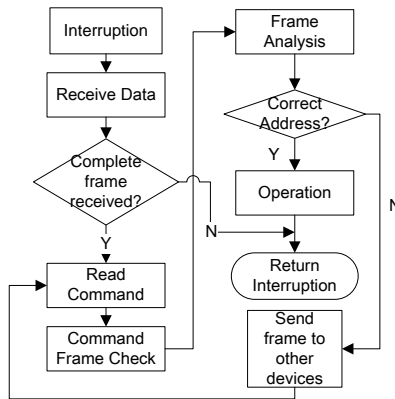 Interruption
Receive Data
Complete
frame
received?
Y
N
Read
Command
Command
Frame Check
Frame
Analysis
Correct
Address?
Y
N
Operation
Return
Interruption
Send
frame to
other
devices